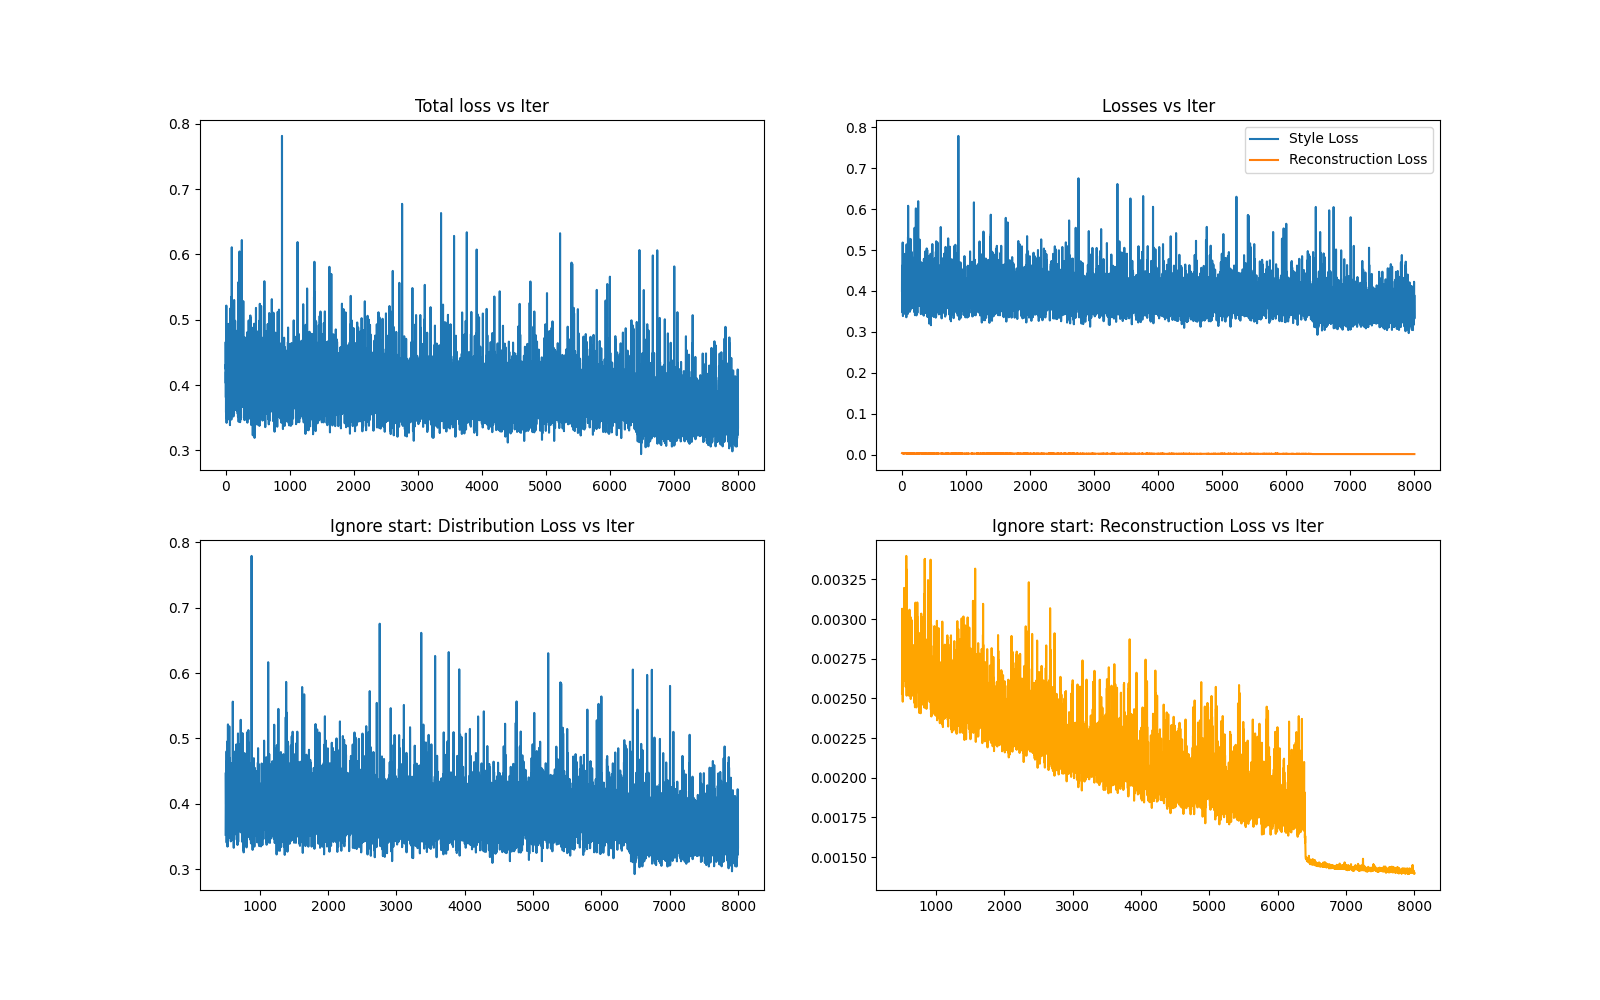 Total loss vs Iter
0.8
0.7
0.6
0.5
0.4
0.3
0 1000 2000 3000 4000 5000 6000 7000 8000
Losses vs Iter
Style Loss
Reconstruction Loss
0.8
0.7
0.6
0.5
0.4
0.3
0.2
0.1
0.0
0 1000 2000 3000 4000 5000 6000 7000 8000
Ignore start: Distribution Loss vs Iter
0.8
0.7
0.6
0.5
0.4
0.3
1000 2000 3000 4000 5000 6000 7000 8000
Ignore start: Reconstruction Loss vs Iter
0.00325
0.00300
0.00275
0.00250
0.00225
0.00200
0.00175
0.00150
1000 2000 3000 4000 5000 6000 7000 8000